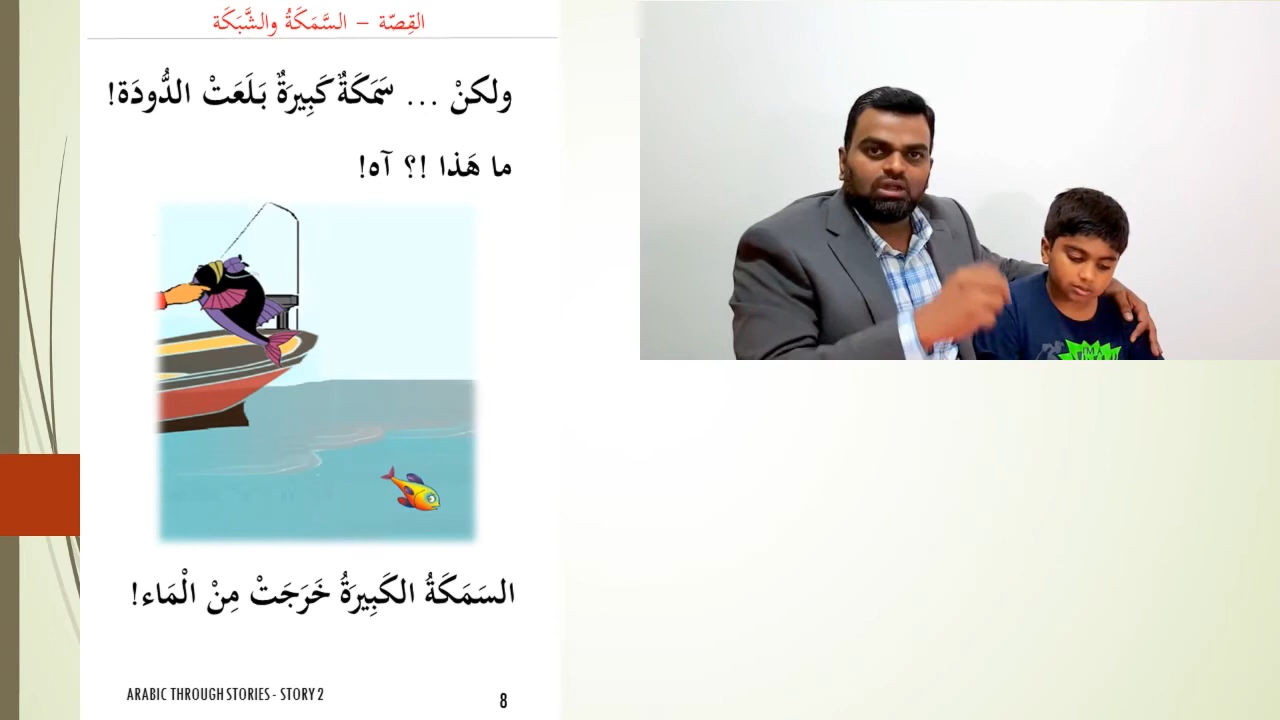 القِصّة – السَّمَكَةُ والشَّبَكَة
ولكنْ ... سَمَكَةٌ كَبِيرَةٌ بَلَعَتْ الدُّودَة!
ما هَذا !؟ آه!
السَمَكَةُ الكَبِيرَةُ خَرَجَتْ مِنْ الْمَاء!
ARABIC THROUGH STORIES - STORY 2
8
I'M A